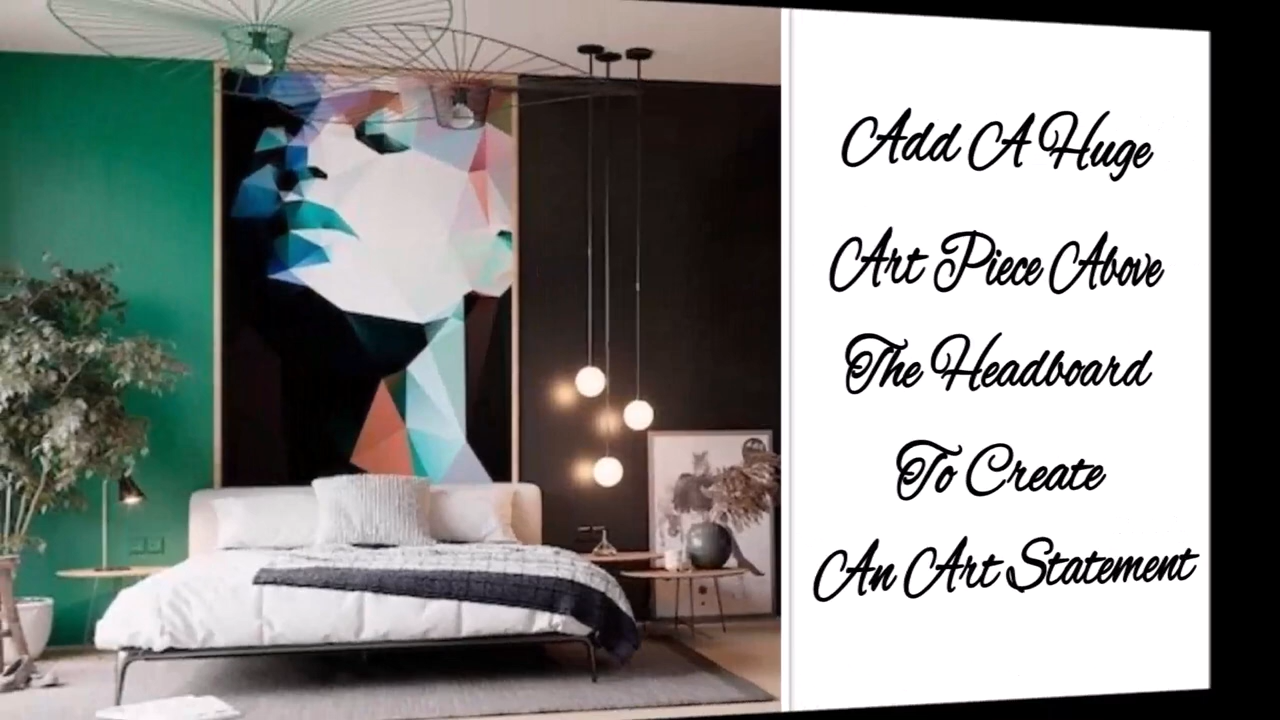 Add A Huge
Art Piece Above
The Headboard
To Create
An Art Statement